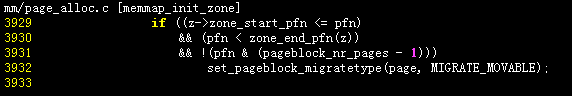 mm/page_alloc.c [memmap_init_zone]
3929 if ((z->zone_start_pfn <= pfn)
3930 && (pfn < zone_end_pfn(z))
3931 && !(pfn & (pageblock_nr_pages - 1)))
3932 set_pageblock_migratetype(page, MIGRATE_MOVABLE);
3933